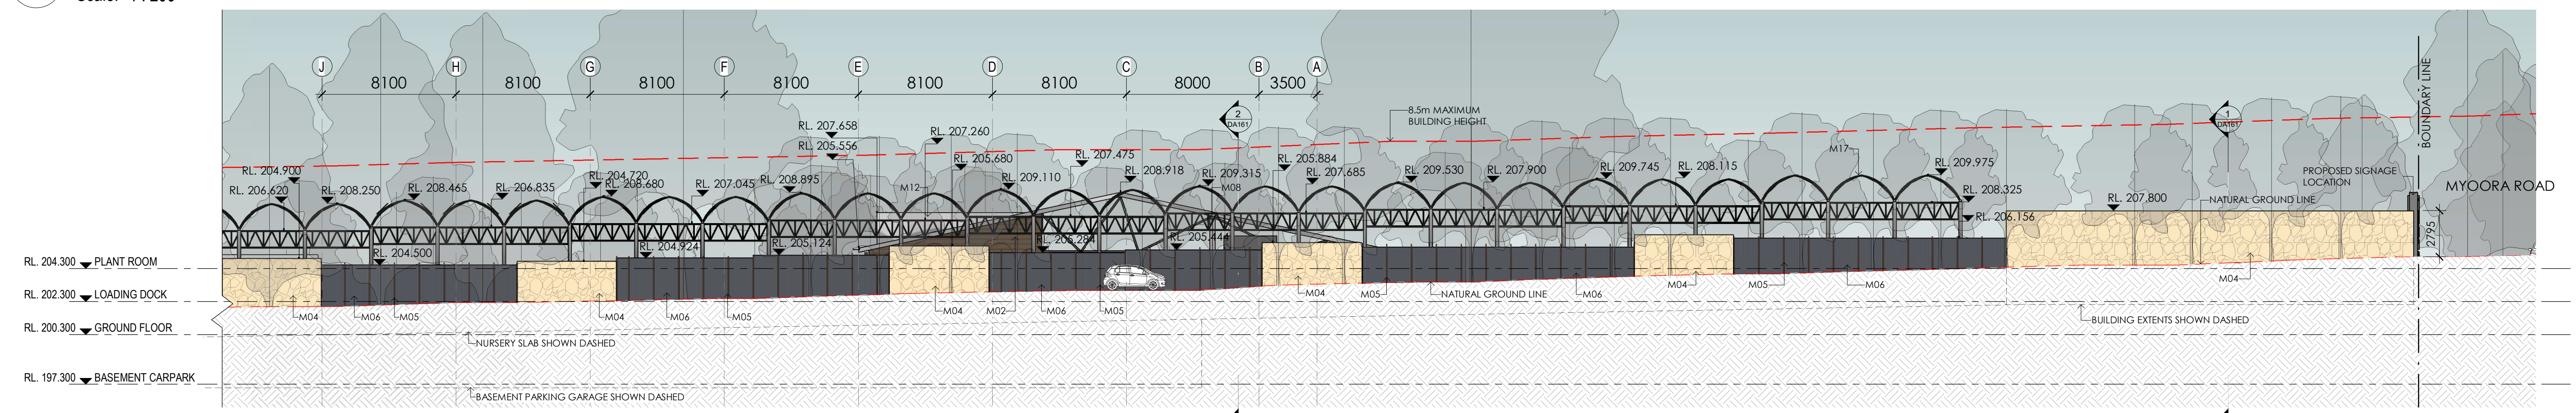 J
H
G
F
E
D
C
B
A
8100
8100
8100
8100
8100
8100
8000
3500
2
DA161
8.5m MAXIMUM
BUILDING HEIGHT
1
DA161
BOUNDARY LINE
RL. 207.658
RL. 205.556
RL. 207.260
RL. 205.680
RL. 207.475
RL. 204.900
RL. 206.620
RL. 208.250
RL. 208.465
RL. 206.835
RL. 204.720
RL. 208.680
RL. 207.045
RL. 208.895
M12
RL. 209.110
RL. 208.918
RL. 209.315
M08
RL. 205.884
RL. 207.685
RL. 209.530
RL. 207.900
RL. 209.745
RL. 208.115
M17
RL. 209.975
RL. 208.325
RL. 206.156
RL. 207.800
PROPOSED SIGNAGE
LOCATION
MYOORA ROAD
NATURAL GROUND LINE
2795
RL. 204.500
RL. 204.924
RL. 205.124
RL. 205.284
RL. 205.444
RL. 204.300 PLANT ROOM
RL. 202.300 LOADING DOCK
RL. 200.300 GROUND FLOOR
RL. 197.300 BASEMENT CARPARK
M04
M06
M05
M04
M06
M05
M04
M02
M06
M05
M04
M05
NATURAL GROUND LINE
M06
M04
M05
M06
M04
BUILDING EXTENTS SHOWN DASHED
NURSERY SLAB SHOWN DASHED
BASEMENT PARKING GARAGE SHOWN DASHED